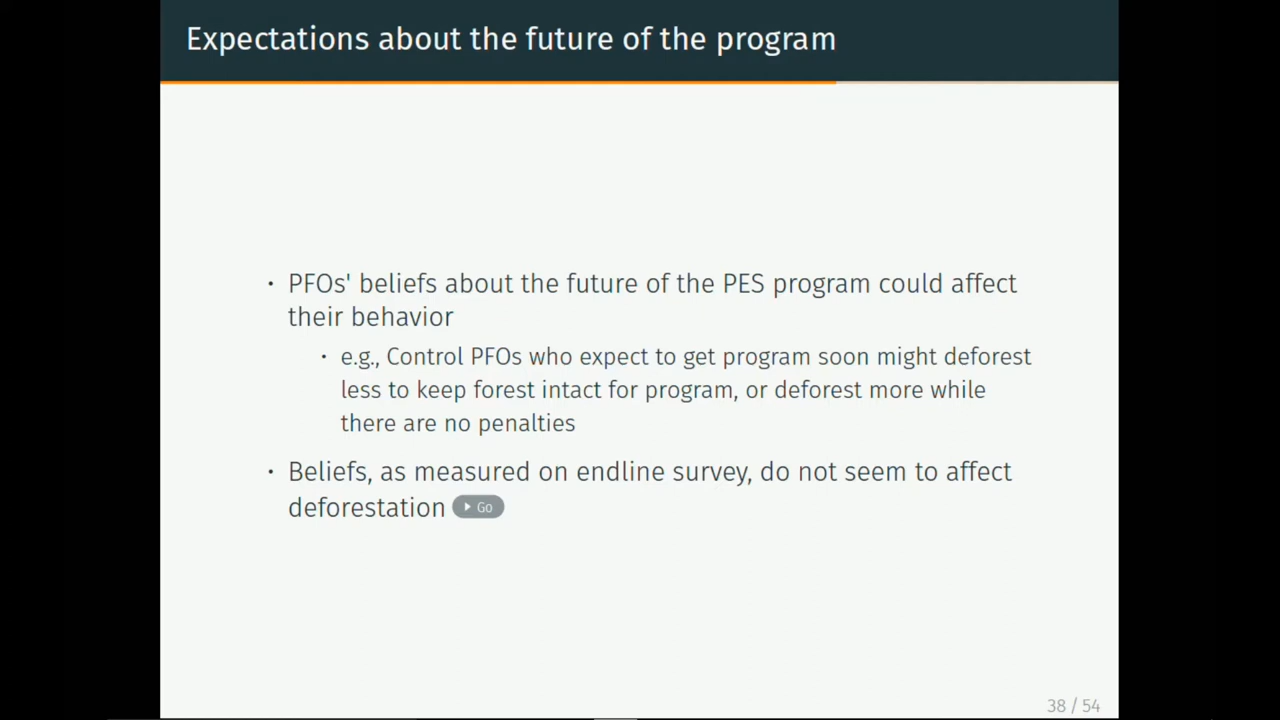 Expectations about the future of the program
• PFOs' beliefs about the future of the PES program could affect
their behavior
• e.g., Control PFOs who expect to get program soon might deforest
less to keep forest intact for program, or deforest more while
there are no penalties
• Beliefs, as measured on endline survey, do not seem to affect
deforestation Go
38 / 54